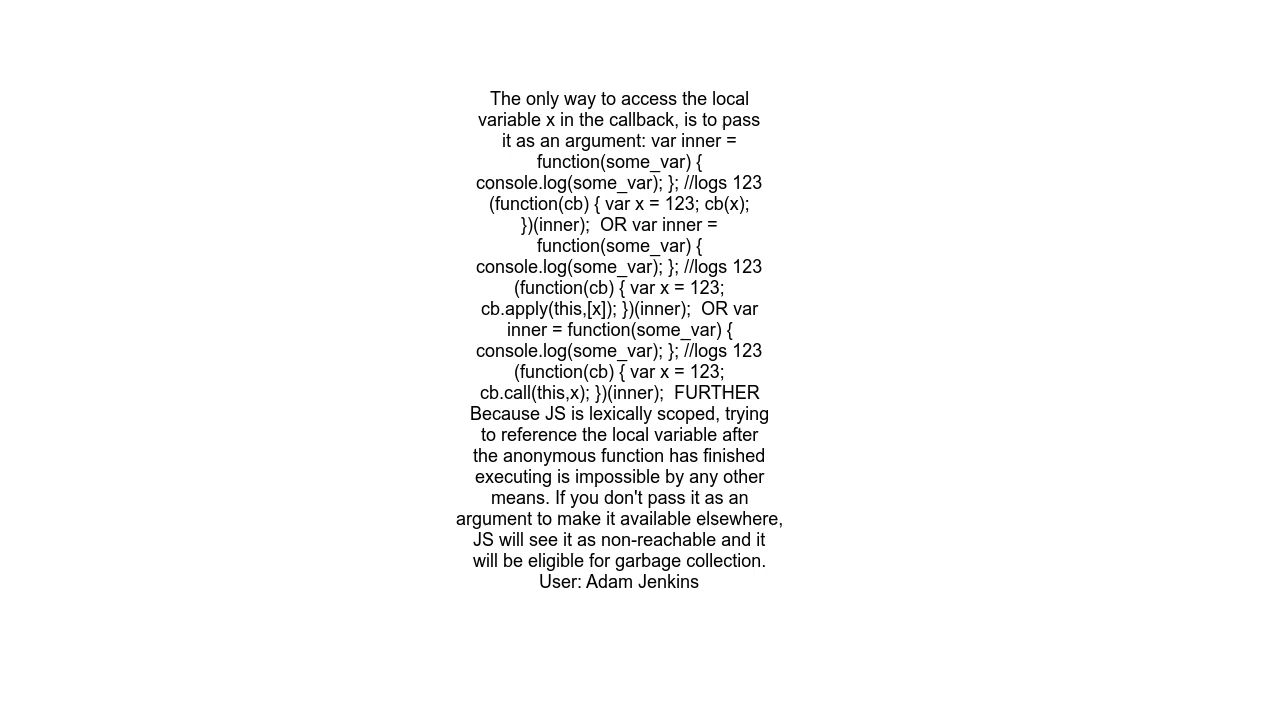 The only way to access the local
variable x in the callback, is to pass
it as an argument: var inner =
function(some_var) {
console.log(some_var); }; //logs 123
(function(cb) { var x = 123; cb(x);
})(inner);  OR var inner =
function(some_var) {
console.log(some_var); }; //logs 123
(function(cb) { var x = 123;
cb.apply(this,[x]); })(inner);  OR var
inner = function(some_var) {
console.log(some_var); }; //logs 123
(function(cb) { var x = 123;
cb.call(this,x); })(inner);  FURTHER
Because JS is lexically scoped, trying
to reference the local variable after
the anonymous function has finished
executing is impossible by any other
means. If you don't pass it as an
argument to make it available elsewhere,
JS will see it as non-reachable and it
will be eligible for garbage collection.
User: Adam Jenkins